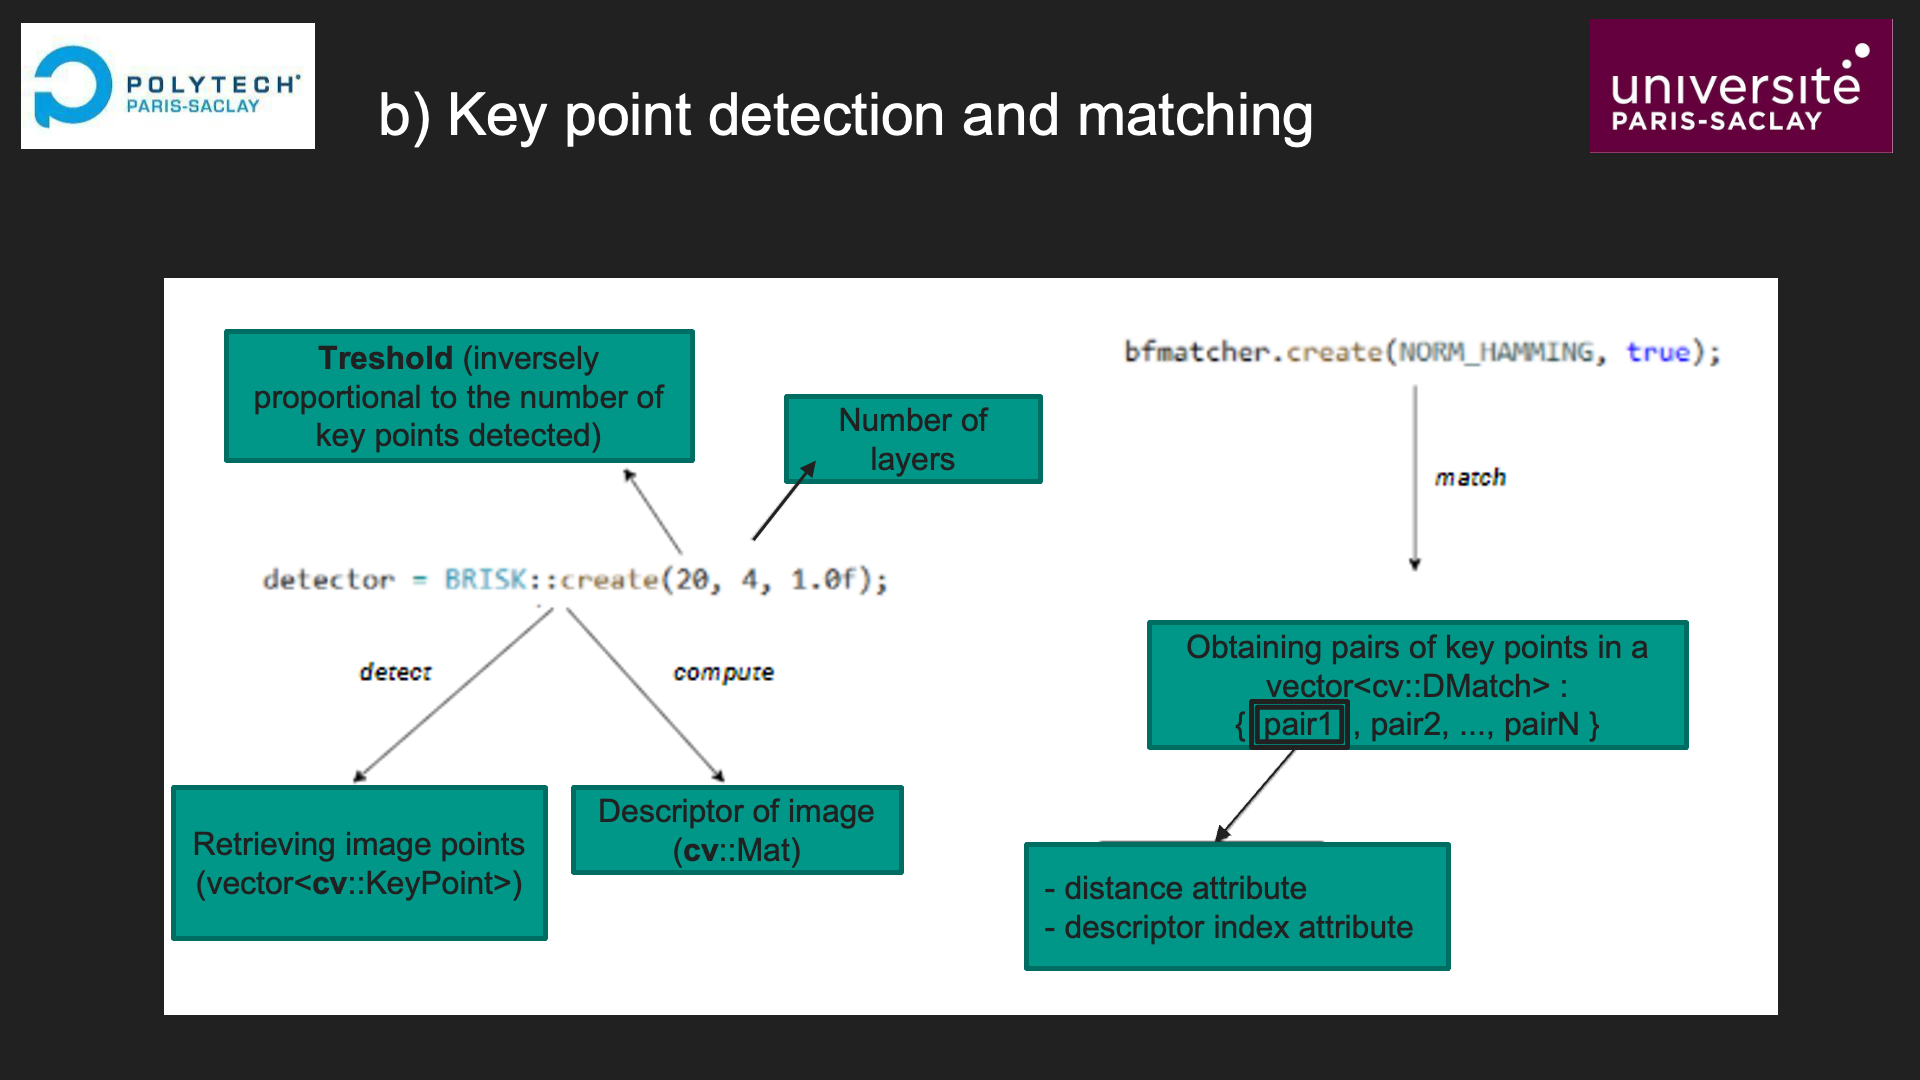 POLYTECH
PARIS-SACLAY
b) Key point detection and matching
universite
PARIS-SACLAY
Treshold (inversely
proportional to the number of
key points detected)
Number of
layers
detector = BRISK::create(20, 4, 1.0f);
detect
compute
Retrieving image points
(vector<cv::KeyPoint>)
Descriptor of image
(cv::Mat)
bfmatcher.create(NORM_HAMMING, true);
match
Obtaining pairs of key points in a
vector<cv::DMatch> :
{ pair1 , pair2, ..., pairN }
- distance attribute
- descriptor index attribute